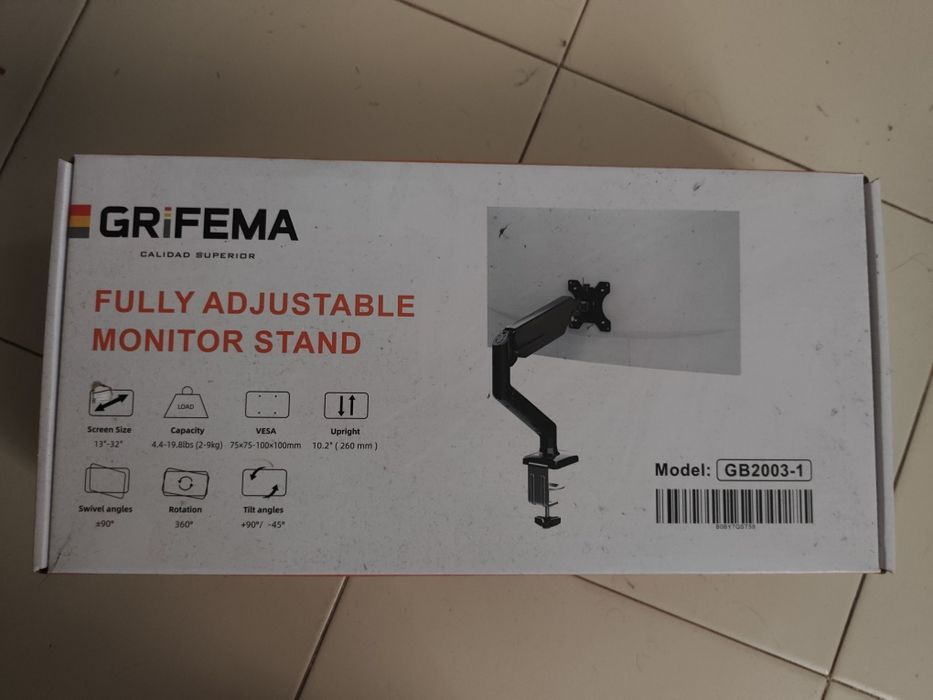 GRiFEMA
CALIDAD SUPERIOR
FULLY ADJUSTABLE
MONITOR STAND
LOAD
Screen Size
13"-32"
Capacity
4.4-19.8lbs (2-9kg)
VESA
75×75-100×100mm
Upright
10.2" ( 260 mm )
Swivel angles
±90°
Rotation
360°
Tilt angles
+90°/ -45°
Model: GB2003-1